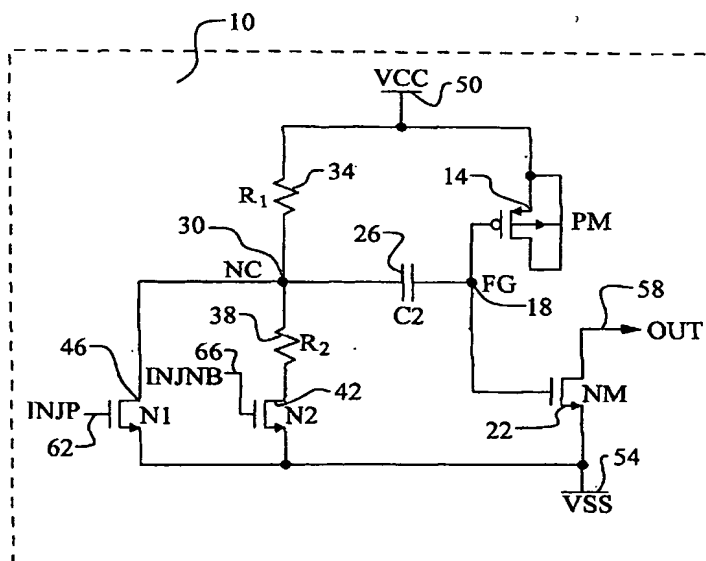 10
VCC
50
34
R1
14
PM
30
26
NC
FG
18
58
C2
38
R2
OUT
66
46
INJNB
42
INJP
N1
N2
NM
62
22
54
VSS